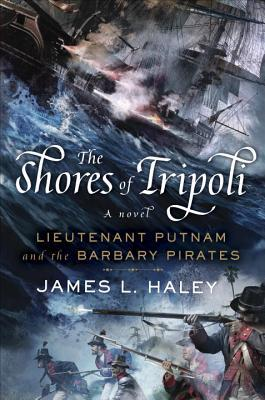 The
Shores of Tripoli
A novel
LIEUTENANT PUTNAM
and the BARBARY PIRATES
JAMES L. HALEY